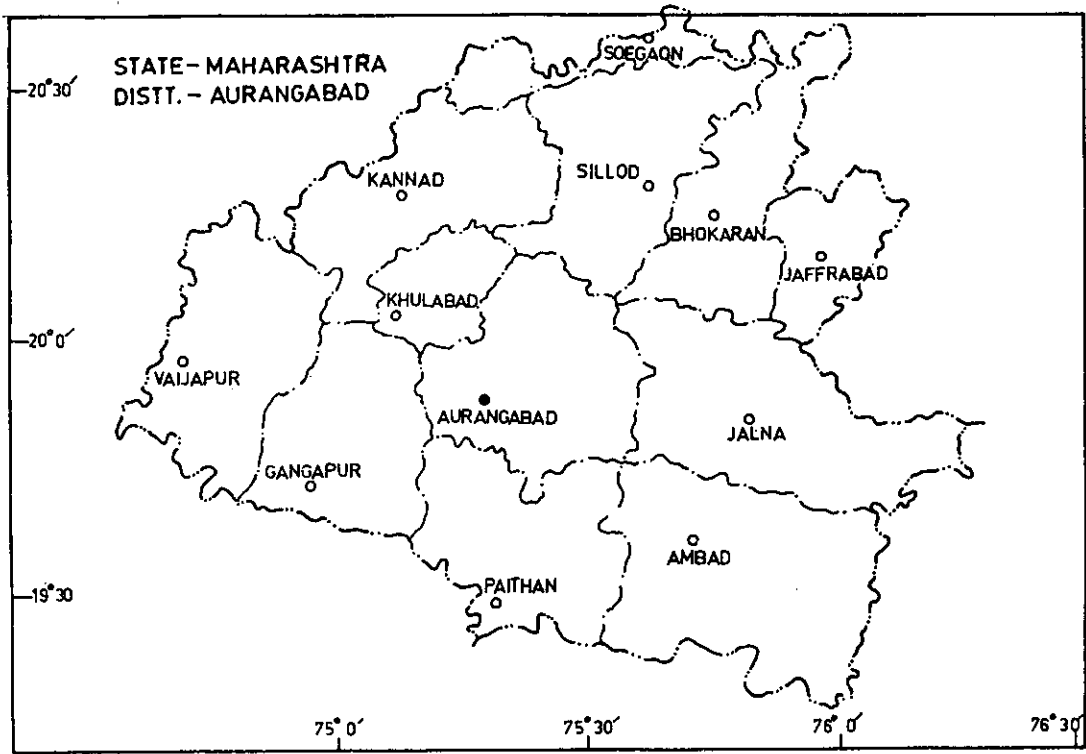 STATE-MAHARASHTRA
DISTT.- AURANGABAD
SOEGAON
20°30′
KANNAD
SILLOD
BHOKARAN
JAFFRABAD
KHULABAD
20°0′
VAIJAPUR
AURANGABAD
JALNA
GANGAPUR
AMBAD
PAITHAN
19°30
75°0′
75°30′
76°0′
76°30′